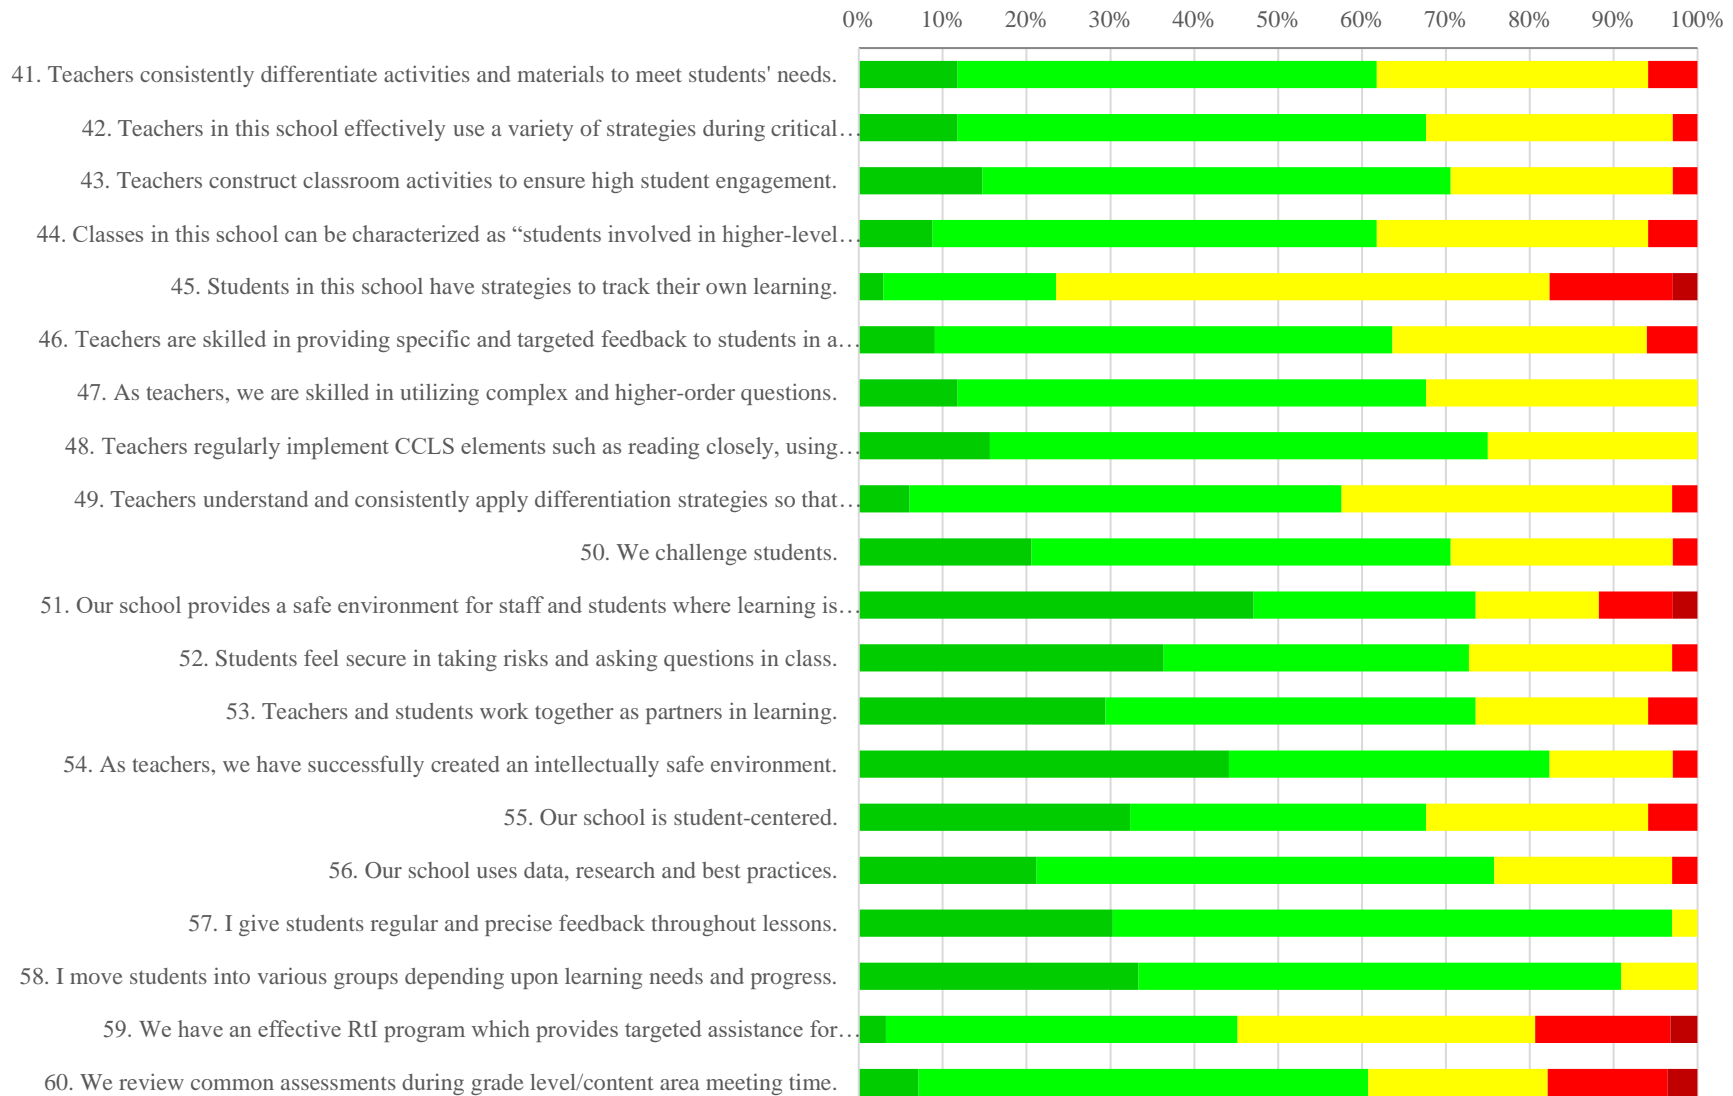 0% 10% 20% 30% 40% 50% 60% 70% 80% 90% 100%
41. Teachers consistently differentiate activities and materials to meet students' needs.
42. Teachers in this school effectively use a variety of strategies during critical…
43. Teachers construct classroom activities to ensure high student engagement.
44. Classes in this school can be characterized as “students involved in higher-level…
45. Students in this school have strategies to track their own learning.
46. Teachers are skilled in providing specific and targeted feedback to students in a…
47. As teachers, we are skilled in utilizing complex and higher-order questions.
48. Teachers regularly implement CCLS elements such as reading closely, using…
49. Teachers understand and consistently apply differentiation strategies so that…
50. We challenge students.
51. Our school provides a safe environment for staff and students where learning is…
52. Students feel secure in taking risks and asking questions in class.
53. Teachers and students work together as partners in learning.
54. As teachers, we have successfully created an intellectually safe environment.
55. Our school is student-centered.
56. Our school uses data, research and best practices.
57. I give students regular and precise feedback throughout lessons.
58. I move students into various groups depending upon learning needs and progress.
59. We have an effective RtI program which provides targeted assistance for…
60. We review common assessments during grade level/content area meeting time.